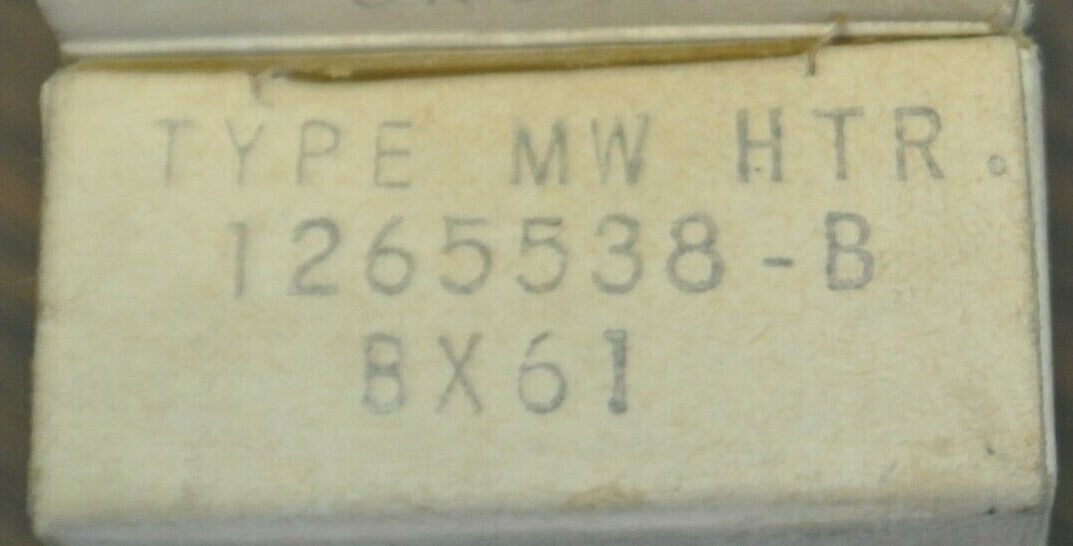 TYPE MW HTR.
1265538-B
8X61